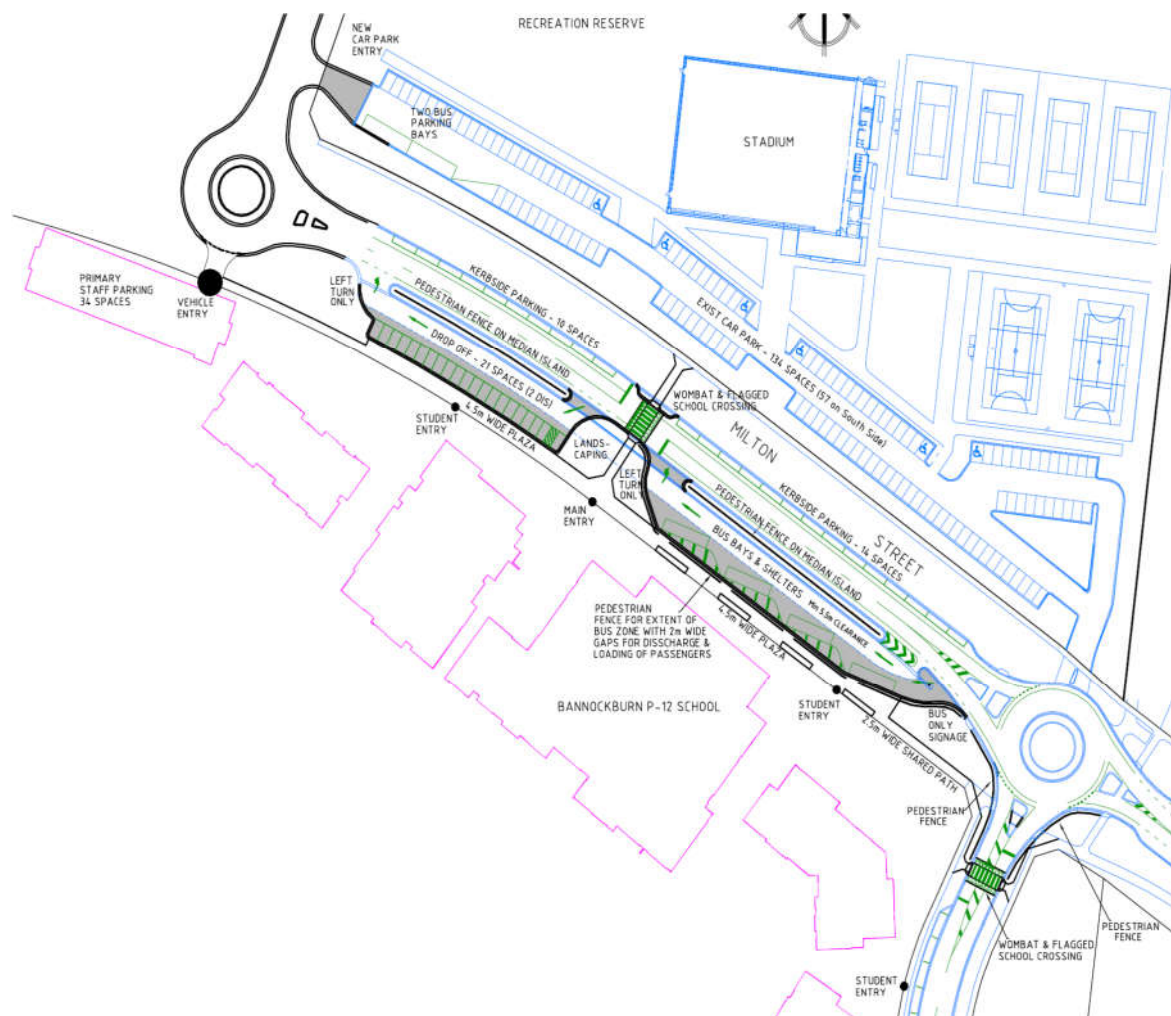 RECREATION RESERVE
NEW
CAR PARK
ENTRY
TWO BUS
PARKING
BAYS
STADIUM
PRIMARY
STAFF PARKING
34 SPACES
VEHICLE
ENTRY
LEFT
TURN
ONLY
KERBSIDE PARKING - 10 SPACES
PEDESTRIAN FENCE ON MEDIAN ISLAND
DROP OFF - 21 SPACES (2 DIS)
EXIST CAR PARK - 134 SPACES (57 on South Side)
STUDENT
ENTRY
4.5m WIDE PLAZA
WOMBAT & FLAGGED
SCHOOL CROSSING
LANDS-
CAPING
MILTON
STREET
LEFT
TURN
ONLY
MAIN
ENTRY
KERBSIDE PARKING - 14 SPACES
PEDESTRIAN FENCE ON MEDIAN ISLAND
BUS BAYS & SHELTERS
Min 5.5m CLEARANCE
PEDESTRIAN
FENCE FOR EXTENT OF
BUS ZONE WITH 2m WIDE
GAPS FOR DISSCHARGE &
LOADING OF PASSENGERS
4.5m WIDE PLAZA
BANNOCKBURN P-12 SCHOOL
STUDENT
ENTRY
BUS
ONLY
SIGNAGE
2.5m WIDE SHARED PATH
PEDESTRIAN
FENCE
PEDESTRIAN
FENCE
WOMBAT & FLAGGED
SCHOOL CROSSING
STUDENT
ENTRY